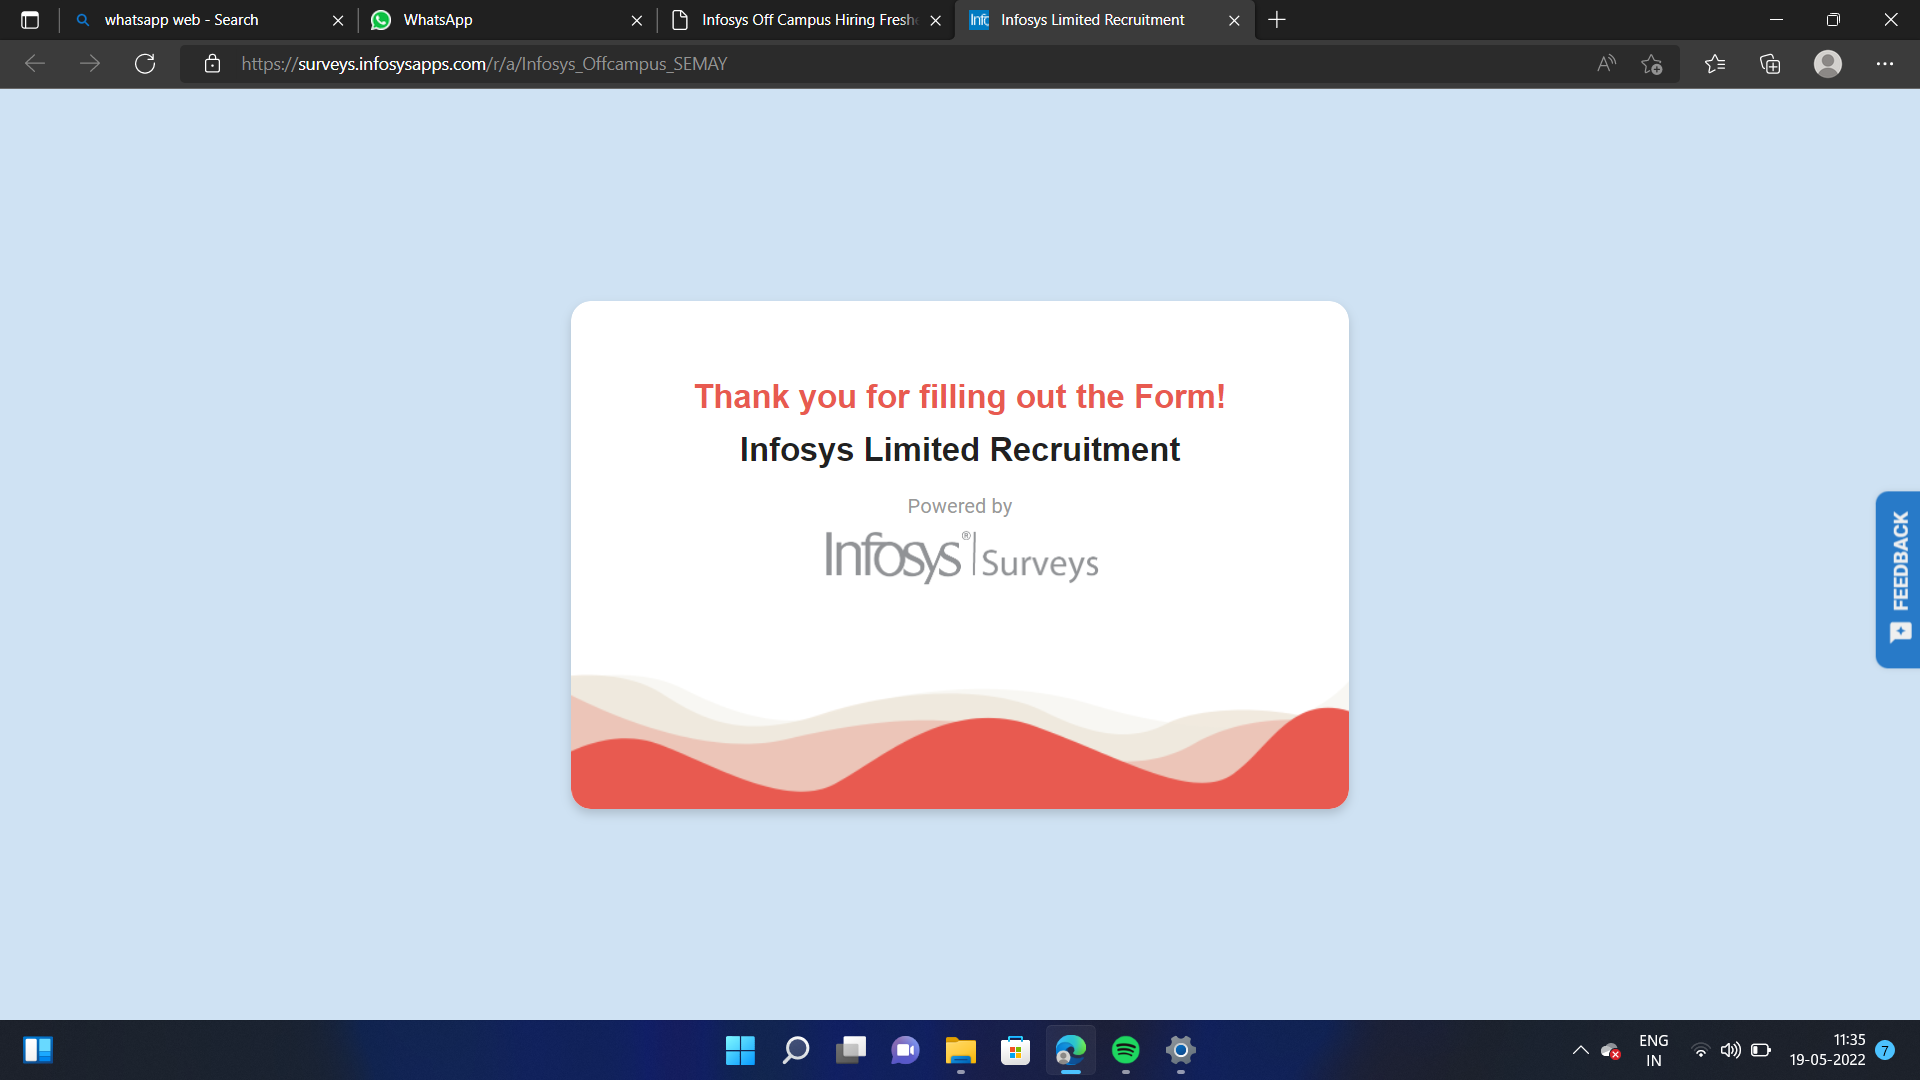 whatsapp web - Search
WhatsApp
Infosys Off Campus Hiring Freshe
Infosys Limited Recruitment
https://surveys.infosysapps.com/r/a/Infosys_Offcampus_SEMAY
Thank you for filling out the Form!
Infosys Limited Recruitment
Powered by
Infosys® | Surveys
FEEDBACK
ENG
IN
11:35
19-05-2022
7